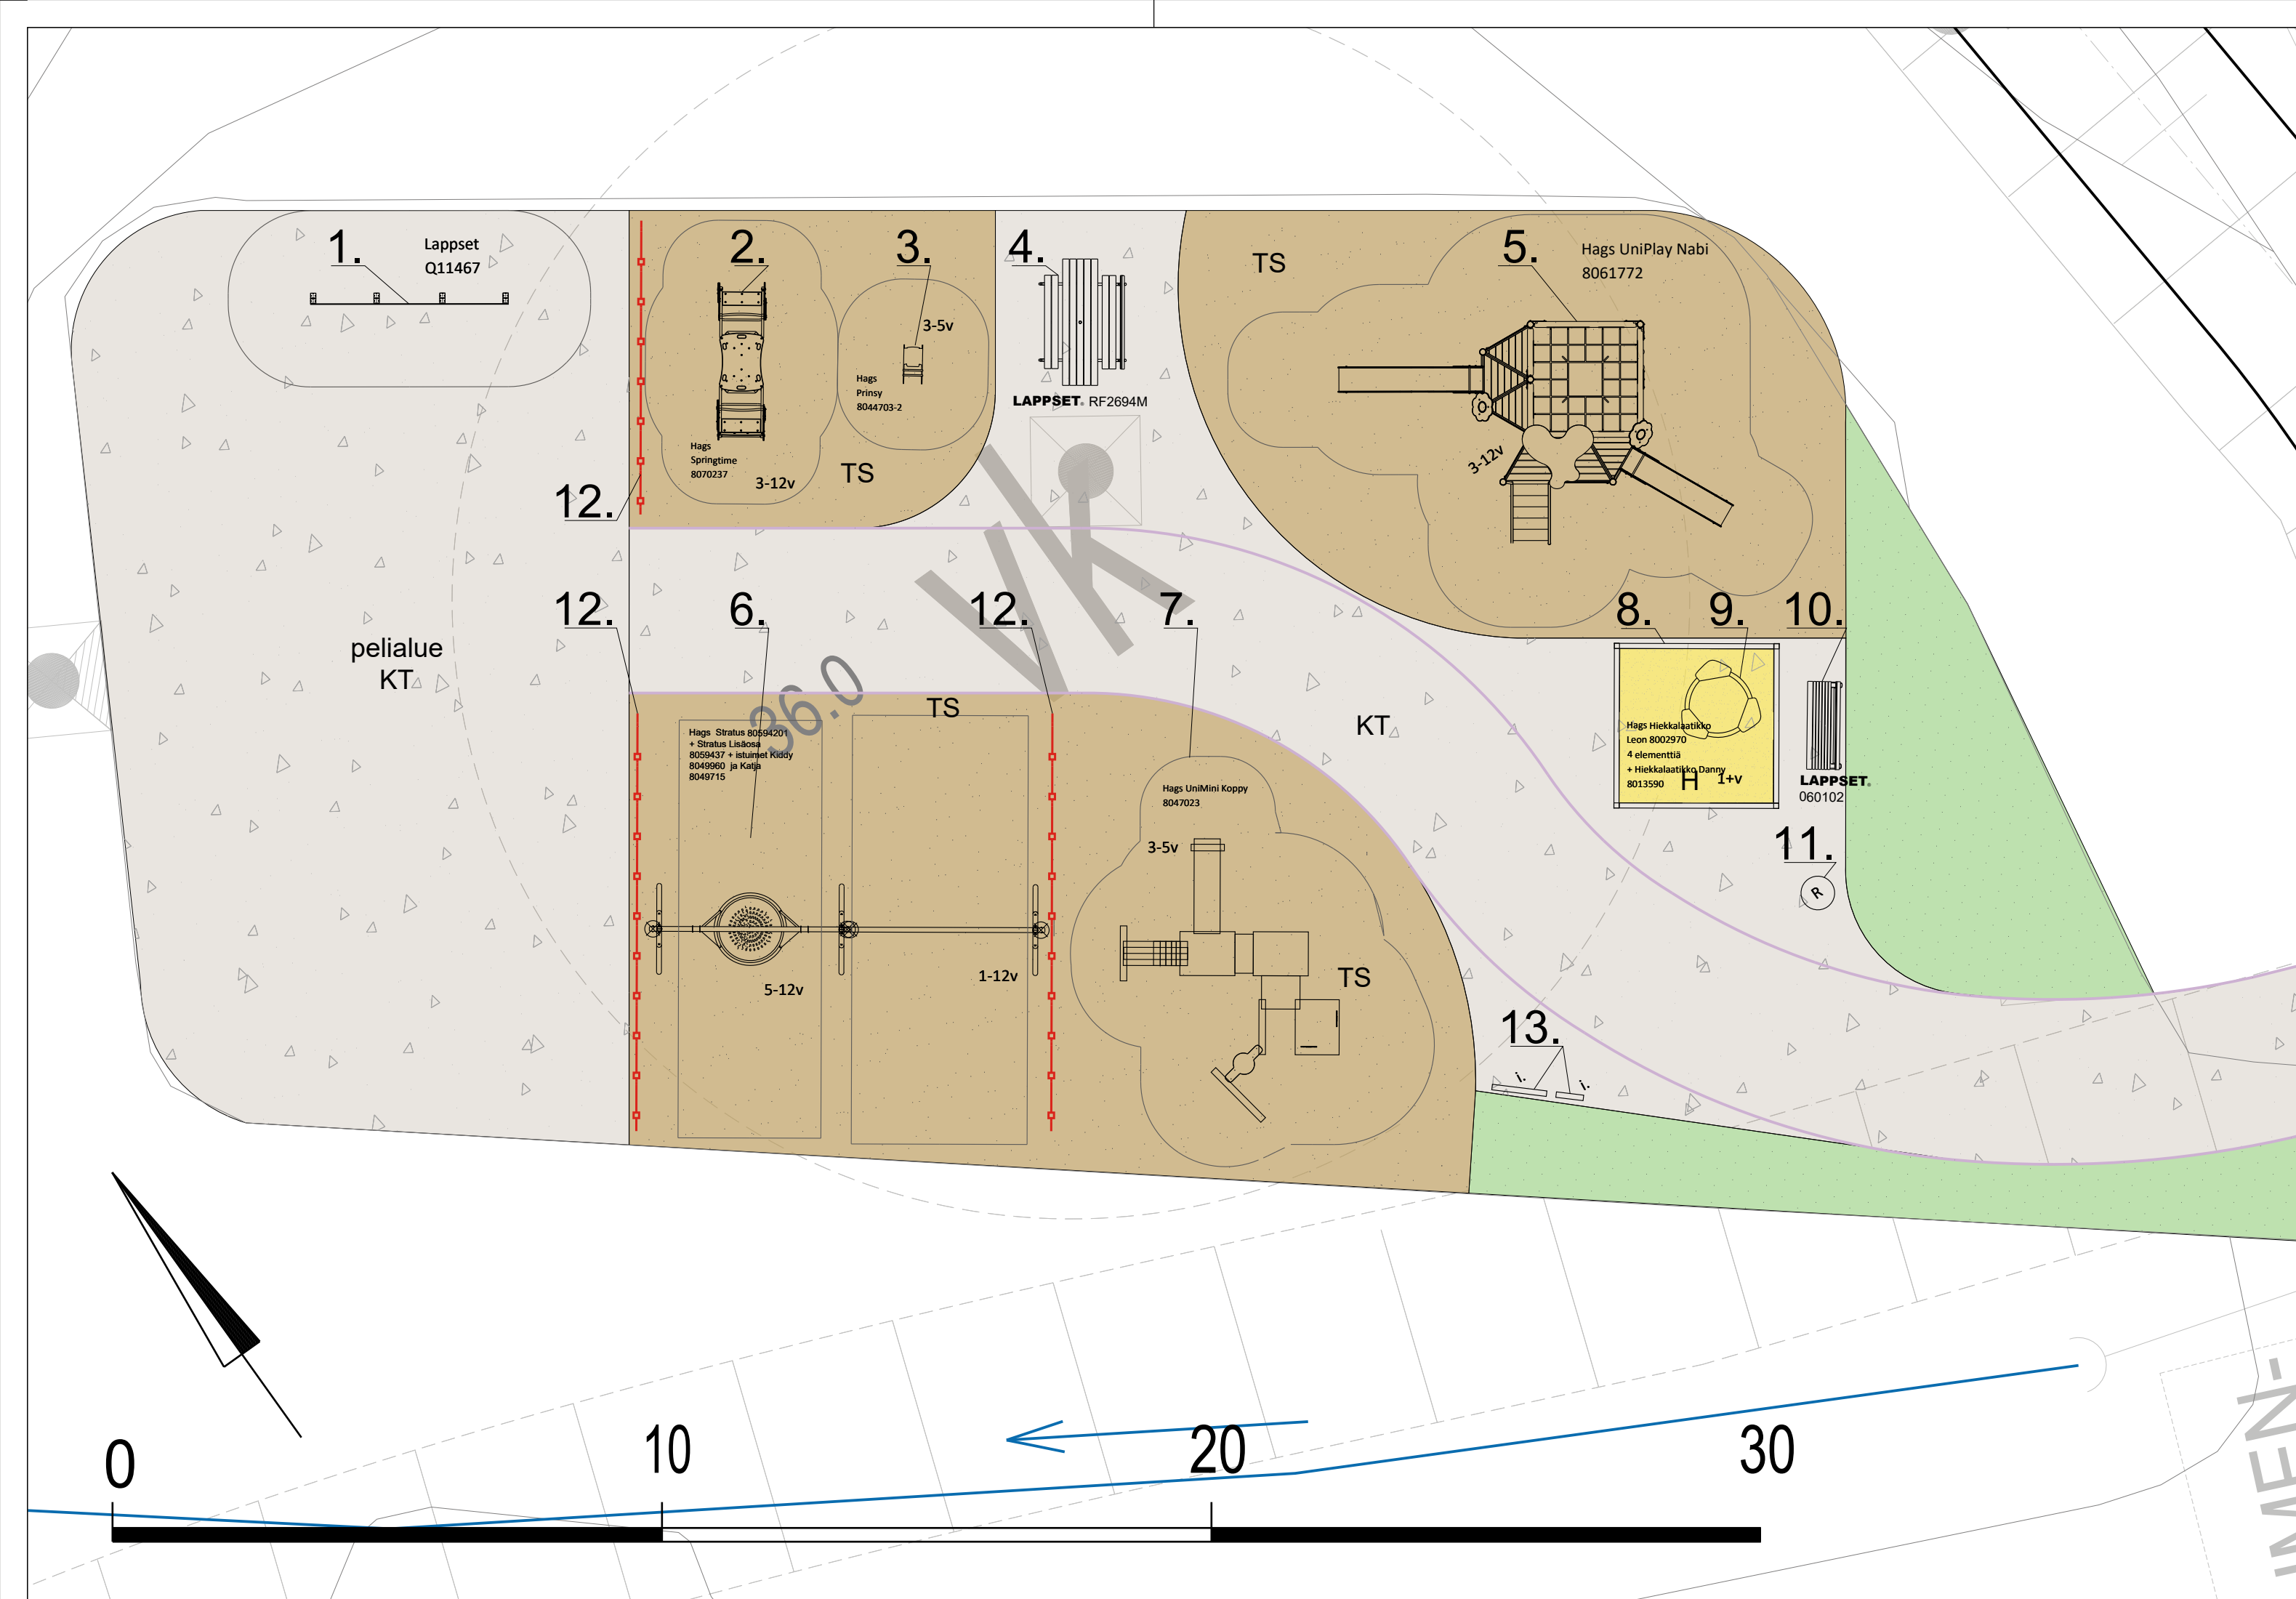 1.
Lappset
Q11467
2.
3.
3-5v
Hags
Prinsy
8044703-2
Hags
Springtime
8070237
3-12v
TS
4.
LAPPSET® RF2694M
TS
5.
Hags UniPlay Nabi
8061772
3-12v
12.
12.
6.
12.
7.
8.
9.
10.
VK
36.0
pelialue
KT
TS
Hags Stratus 80594201
+ Stratus Lisäosa
8059437 + istuimet Kiddy
8049960 ja Katja
8049715
5-12v
1-12v
Hags UniMini Koppy
8047023
3-5v
TS
KT
Hags Hiekkalaatikko
Leon 8002970
4 elementtiä
+ Hiekkalaatikko Danny
8013590
H
1+v
LAPPSET®
060102
11.
R
13.
i.
i.
0
10
20
30
IMEN-